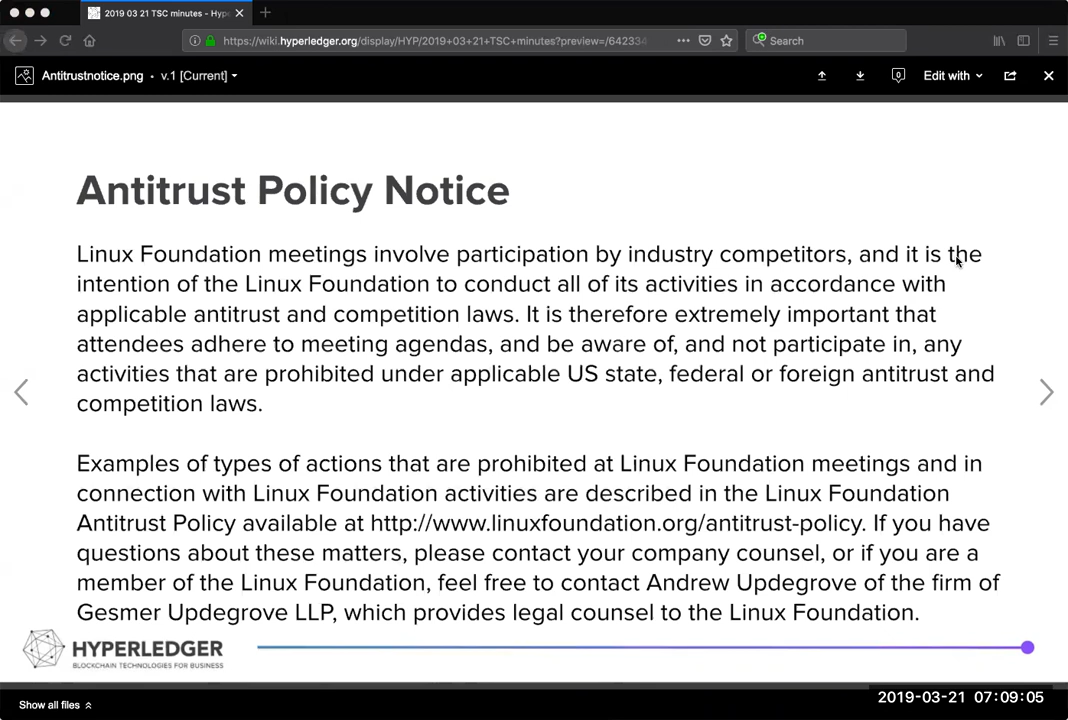 2019 03 21 TSC minutes - Hype
https://wiki.hyperledger.org/display/HYP/2019+03+21+TSC+minutes?preview=/64233
Search
Antitrustnotice.png • v.1 [Current]
0
Edit with
Antitrust Policy Notice
Linux Foundation meetings involve participation by industry competitors, and it is the
intention of the Linux Foundation to conduct all of its activities in accordance with
applicable antitrust and competition laws. It is therefore extremely important that
attendees adhere to meeting agendas, and be aware of, and not participate in, any
activities that are prohibited under applicable US state, federal or foreign antitrust and
competition laws.
Examples of types of actions that are prohibited at Linux Foundation meetings and in
connection with Linux Foundation activities are described in the Linux Foundation
Antitrust Policy available at http://www.linuxfoundation.org/antitrust-policy. If you have
questions about these matters, please contact your company counsel, or if you are a
member of the Linux Foundation, feel free to contact Andrew Updegrove of the firm of
Gesmer Updegrove LLP, which provides legal counsel to the Linux Foundation.
HYPERLEDGER
BLOCKCHAIN TECHNOLOGIES FOR BUSINESS
Show all files
2019-03-21 07:09:05